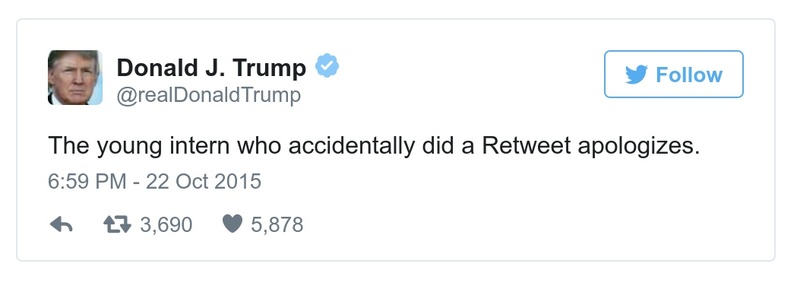 Donald J. Trump
@realDonaldTrump
Follow
The young intern who accidentally did a Retweet apologizes.
6:59 PM - 22 Oct 2015
3,690 5,878